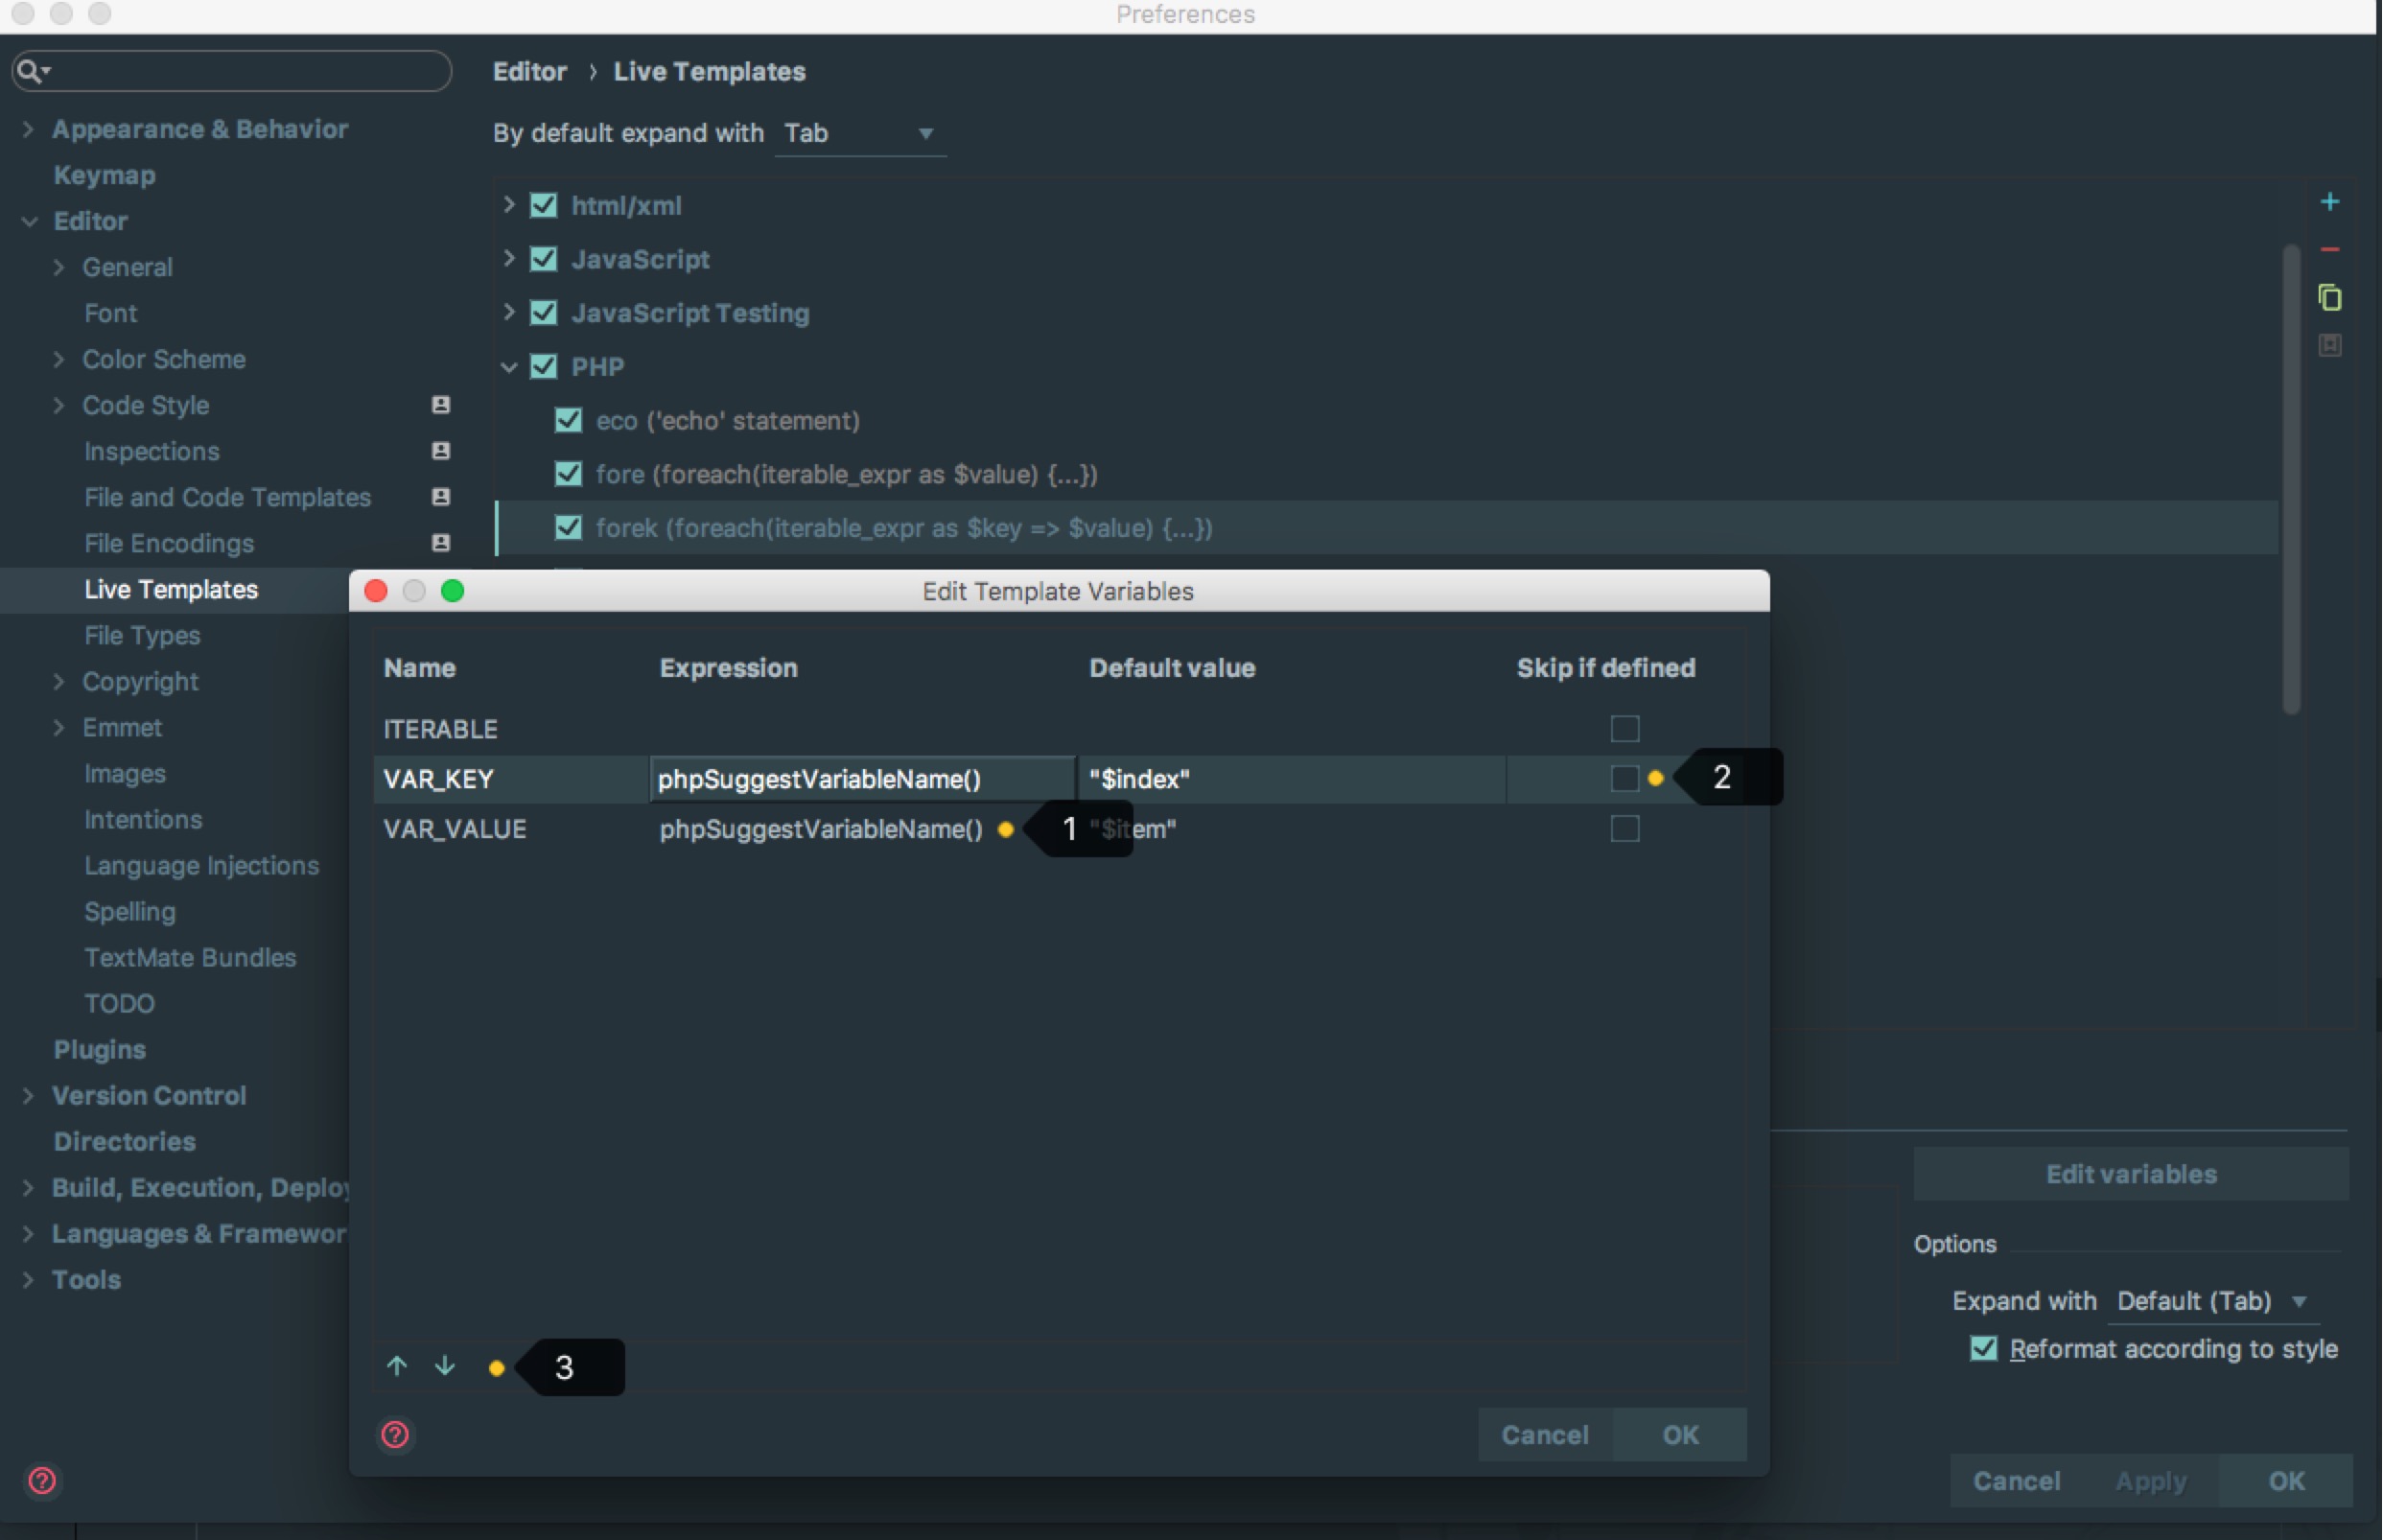 Preferences
Editor › Live Templates
By default expand with Tab
Appearance & Behavior
Keymap
Editor
General
Font
Color Scheme
Code Style
Inspections
File and Code Templates
File Encodings
Live Templates
File Types
Copyright
Emmet
Images
Intentions
Language Injections
Spelling
TextMate Bundles
TODO
Plugins
Version Control
Directories
Build, Execution, Deploy
Languages & Framewor
Tools
html/xml
JavaScript
JavaScript Testing
PHP
eco ('echo' statement)
fore (foreach(iterable_expr as $value) {...})
forek (foreach(iterable_expr as $key => $value) {...})
Edit Template Variables
Name Expression Default value Skip if defined
ITERABLE
VAR_KEY phpSuggestVariableName() "$index" 2
VAR_VALUE phpSuggestVariableName() 1 "$item"
3
Cancel OK
Edit variables
Options
Expand with Default (Tab)
Reformat according to style
Cancel Apply OK